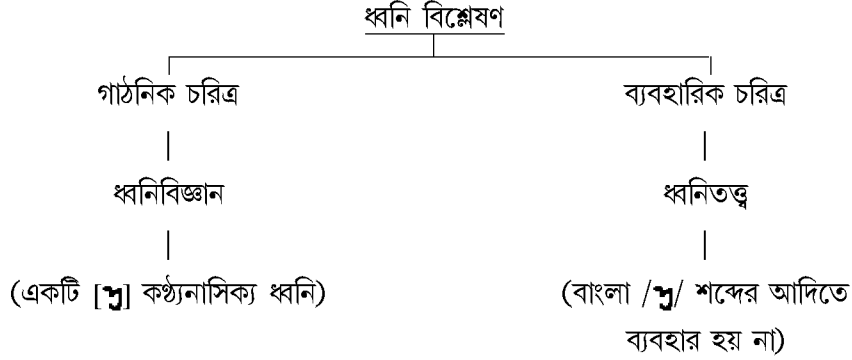 ধ্বনি বিশ্লেষণ
গাঠনিক চরিত্র
ব্যবহারিক চরিত্র
ধ্বনিবিজ্ঞান
ধ্বনিতত্ত্ব
(একটি [] কণ্ঠ্যনাসিক্য ধ্বনি)
(বাংলা // শব্দের আদিতে
ব্যবহার হয় না)